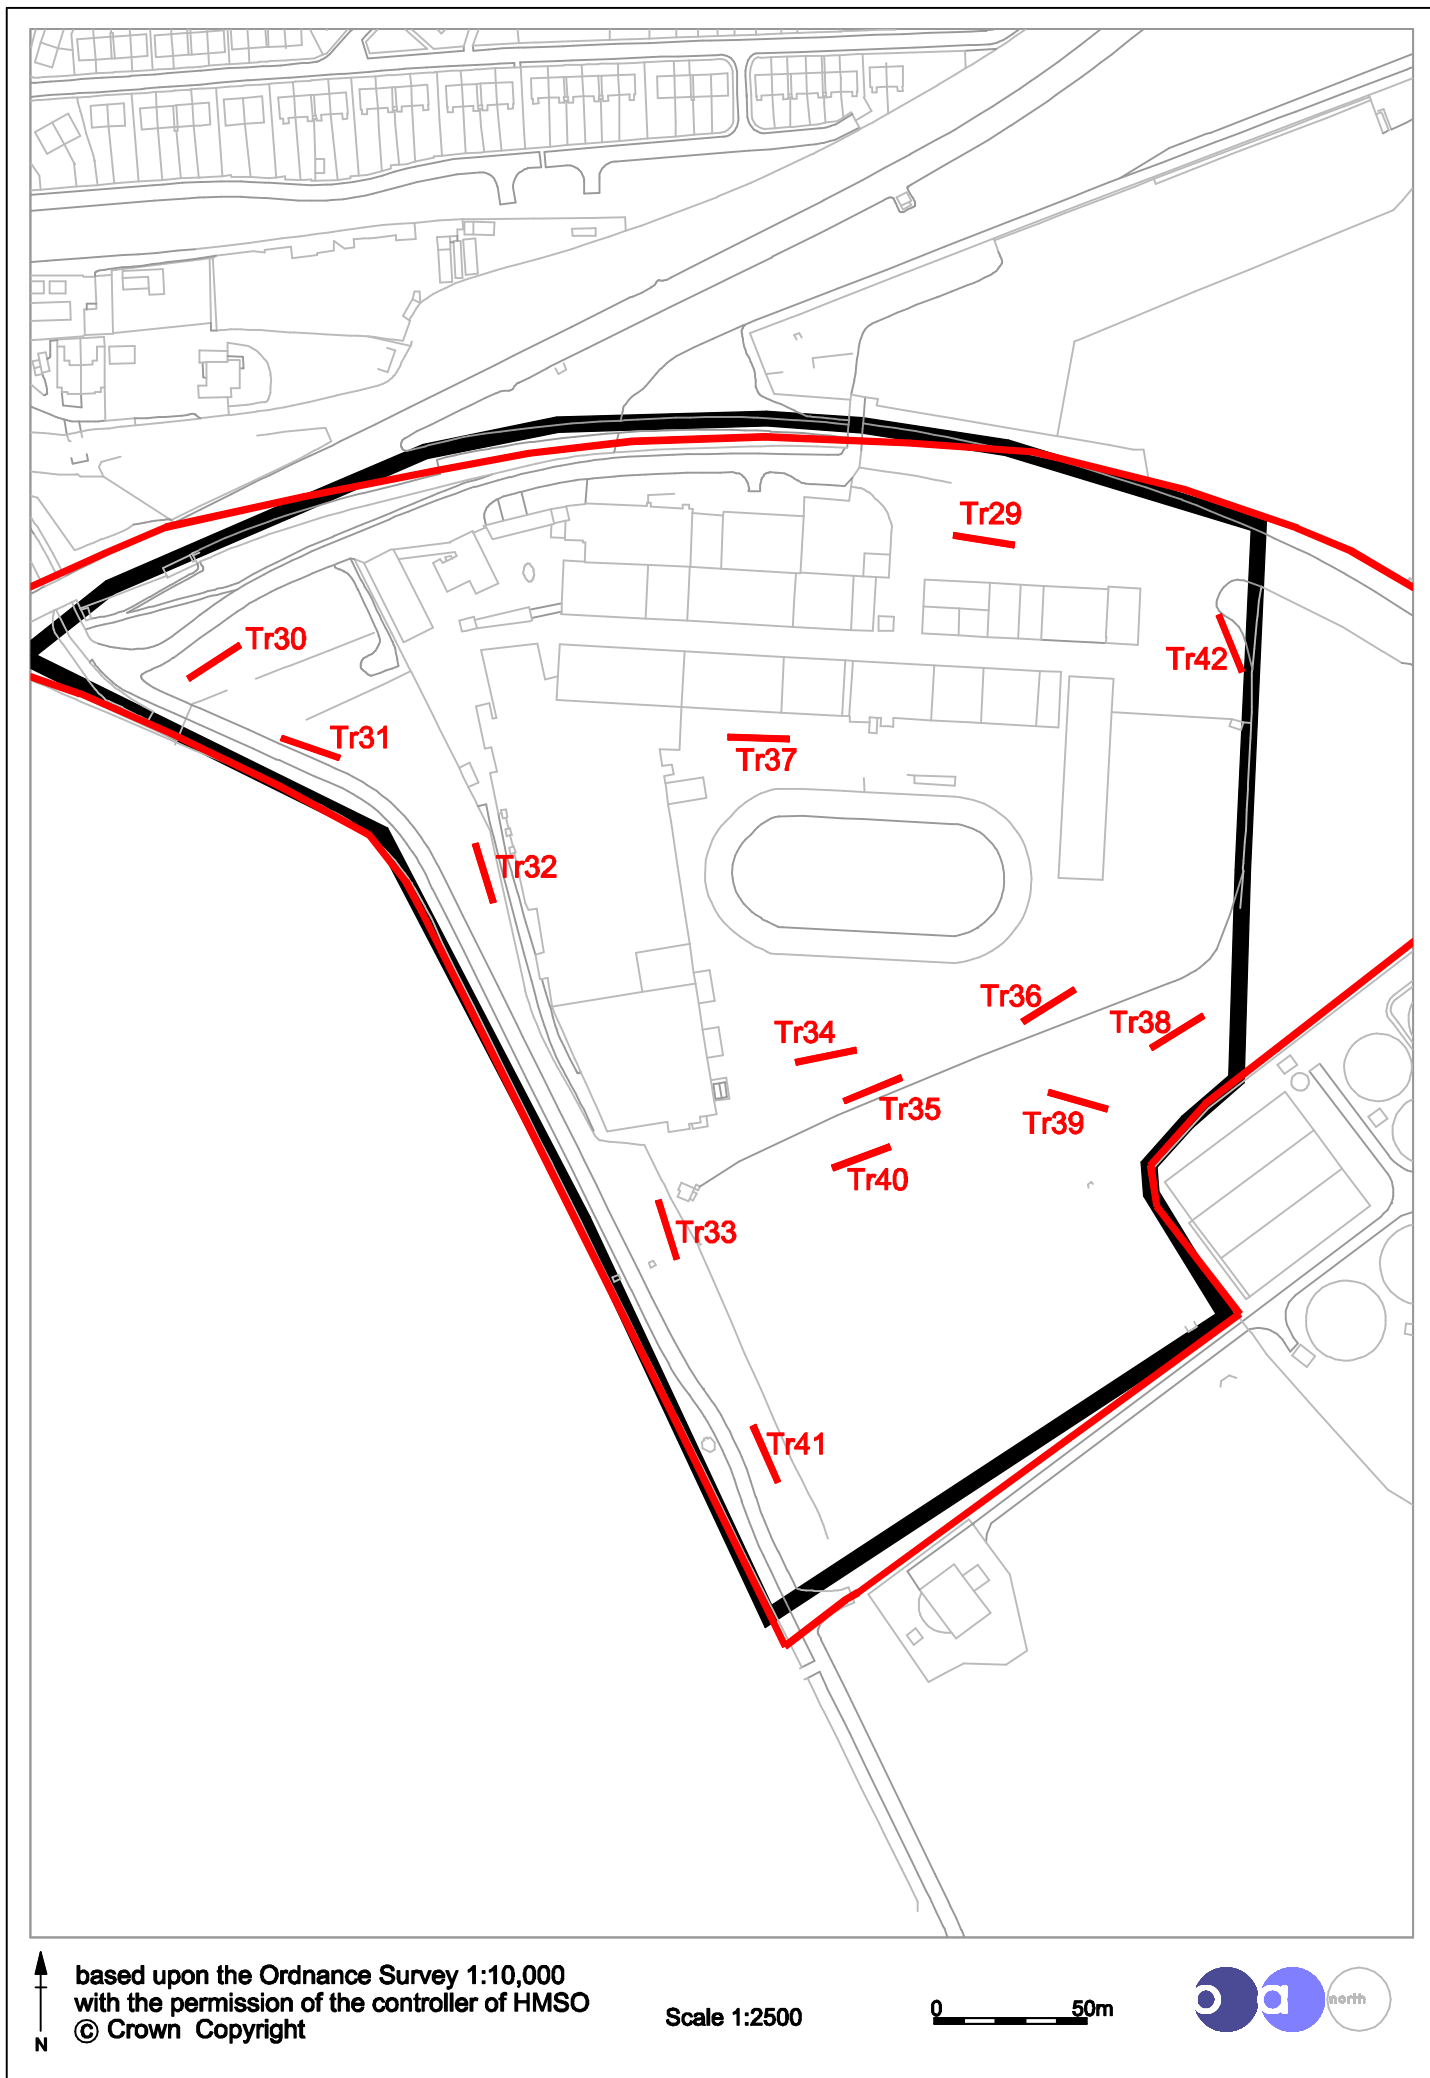 Tr29
Tr30
Tr42
Tr31
Tr37
Tr32
Tr36
Tr38
Tr34
Tr35
Tr39
Tr40
Tr33
Tr41
based upon the Ordnance Survey 1:10,000
with the permission of the controller of HMSO
© Crown Copyright
N
Scale 1:2500
0 50m
oa north